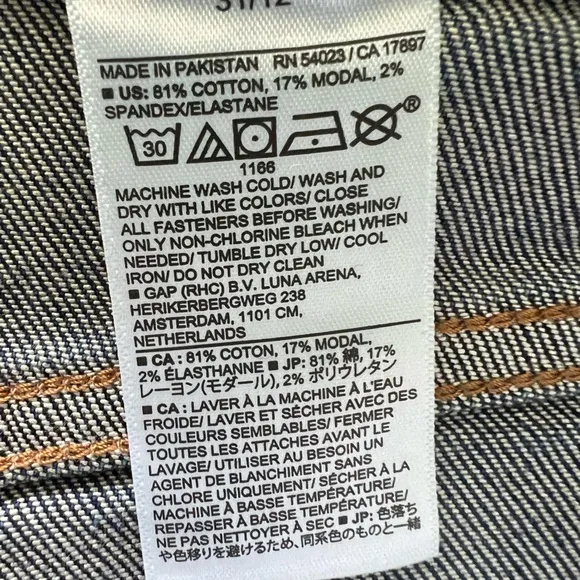 31/12
MADE IN PAKISTAN RN 54023 / CA 17897
■ US: 81% COTTON, 17% MODAL, 2%
SPANDEX/ELASTANE
30 ®
1166
MACHINE WASH COLD/ WASH AND
DRY WITH LIKE COLORS/ CLOSE
ALL FASTENERS BEFORE WASHING/
ONLY NON-CHLORINE BLEACH WHEN
NEEDED/ TUMBLE DRY LOW/ COOL
IRON/ DO NOT DRY CLEAN
■ GAP (RHC) B.V. LUNA ARENA,
HERIKERBERGWEG 238
AMSTERDAM, 1101 CM,
NETHERLANDS
■ CA : 81% COTTON, 17% MODAL,
2% ÉLASTHANNE ■ JP: 81% 綿, 17%
レーヨン(モダール), 2% ポリウレタン
■ CA : LAVER À LA MACHINE À L'EAU
FROIDE/ LAVER ET SÉCHER AVEC DES
COULEURS SEMBLABLES/ FERMER
TOUTES LES ATTACHES AVANT LE
LAVAGE/ UTILISER AU BESOIN UN
AGENT DE BLANCHIMENT SANS
CHLORE UNIQUEMENT/ SÉCHER À LA
MACHINE À BASSE TEMPÉRATURE/
REPASSER À BASSE TEMPÉRATURE/
NE PAS NETTOYER À SEC ■ JP: 色落ち
や色移りを避けるため、同系色のものと一緒